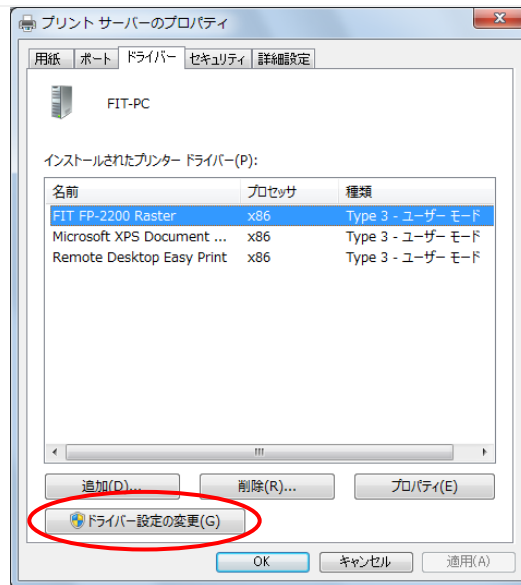 プリント サーバーのプロパティ
用紙 ポート ドライバー セキュリティ 詳細設定
FIT-PC
インストールされたプリンター ドライバー(P):
名前 プロセッサ 種類
FIT FP-2200 Raster x86 Type 3 - ユーザー モード
Microsoft XPS Document ... x86 Type 3 - ユーザー モード
Remote Desktop Easy Print x86 Type 3 - ユーザー モード
追加(D)... 削除(R)... プロパティ(E)
ドライバー設定の変更(G)
OK キャンセル 適用(A)